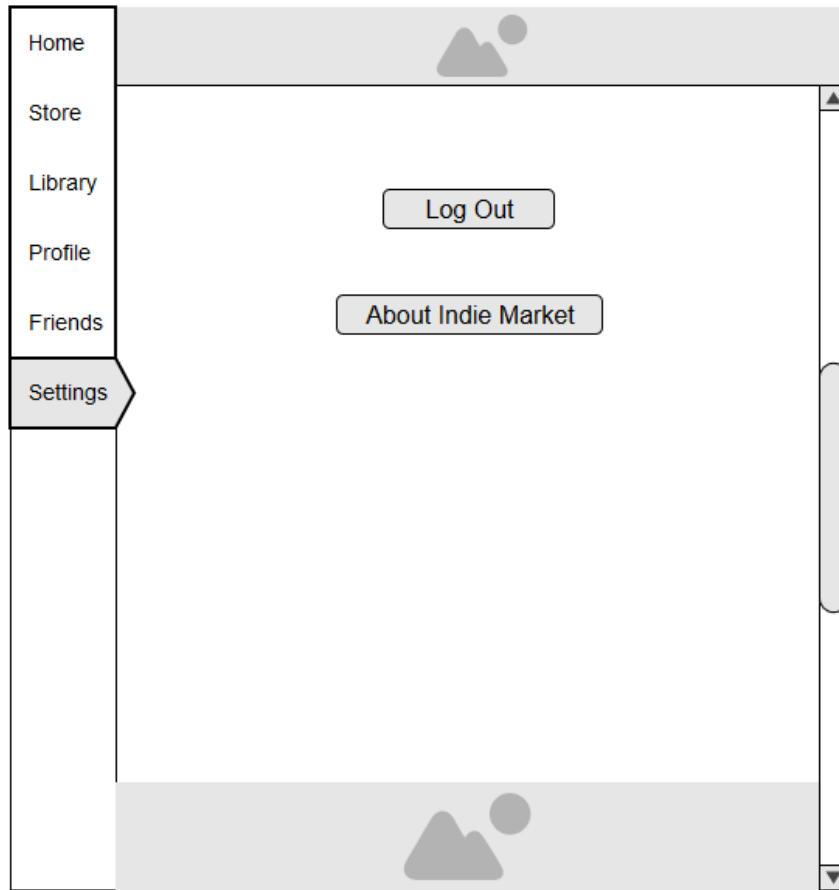 Home
Store
Library
Profile
Friends
Settings
Log Out
About Indie Market